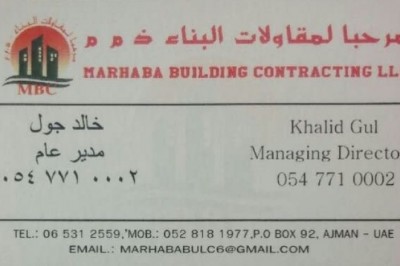 مرحبا لمقاولات البناء ذ م م
MARHABA BUILDING CONTRACTING LL
MBC
خالد جول
مدير عام
٠٥٤ ٧٧١ ٠٠٠٢
Khalid Gul
Managing Directo
054 771 0002
TEL.: 06 531 2559,*MOB.: 052 818 1977,P.O BOX 92, AJMAN - UAE
EMAIL.: MARHABABULC6@GMAIL.COM